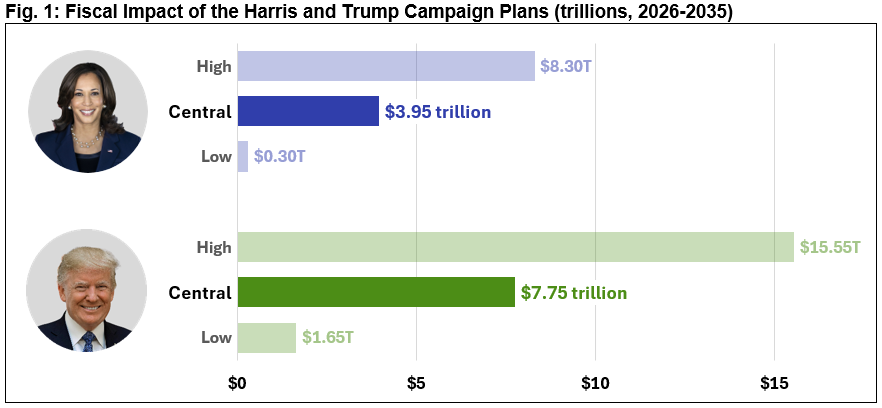 Fig. 1: Fiscal Impact of the Harris and Trump Campaign Plans (trillions, 2026-2035)
High $8.30T
Central $3.95 trillion
Low $0.30T
High $15.55T
Central $7.75 trillion
Low $1.65T
$0 $5 $10 $15